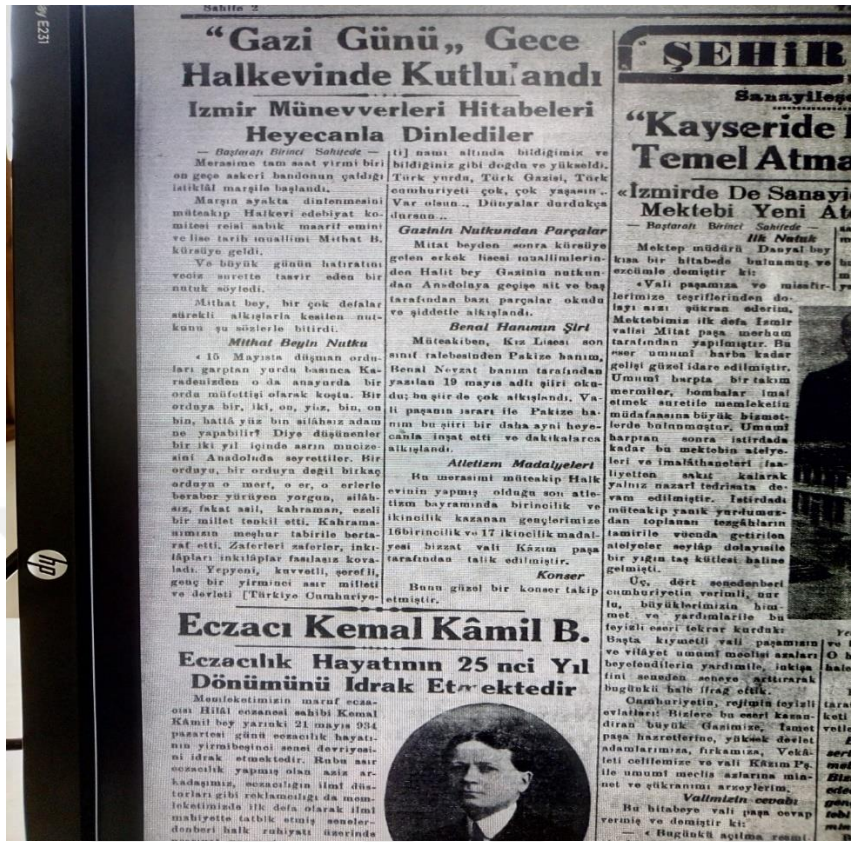 ey E231
hp
Sahife 2
"Gazi Günü„ Gece
Halkevinde Kutlulandı
Izmir Münevverleri Hitabeleri
Heyecanla Dinlediler
— Baştarafı Birinci Sahifede —
Merasime tam saat yirmi biri
on geçe askeri bandonun çaldığı
istiklâl marşile başlandı.
Marşın ayakta dinlenmesini
müteakıp Halkevi edebiyat ko-
mitesi reisi sabık maarif emini
ve lise tarih muallimi Mithat B.
kürsüye geldi.
Ve büyük günün hatıratını
veciz surette tasvir eden bir
nutuk söyledi.
Mithat bey, bir çok defalar
sürekli alkışlarla kesilen nut-
kunu şu sözlerle bitirdi.
Mithat Beyin Nutku
« 15 Mayısta düşman ordu-
ları garptan yurda basınca Ka-
radenizden o da anayurda bir
ordu müfettişi olarak koştu. Bir
orduya bir, iki, on, yüz, bin, on
bin, hatlâ yüz bin silâhsız adam
ne yapabilir? Diye düşünenler
bir iki yıl içinde asrın mucize-
sini Anadoluda seyrettiler. Bir
orduyu, bir orduyu değil birkaç
orduyu o mert, o er, o erlerle
beraber yürüyen yorgun, silâh-
sız, fakat asil, kahraman, ezeli
bir millet tenkil etti. Kahrama-
nımızın meşhur tabirile berta-
raf etti. Zaferleri zaferler, inkı-
lâpları inkılâplar fasılasız kova-
ladı. Yepyeni, kuvvetli, şerefli,
genç bir yirminci asır milleti
ve devleti [Türkiye Cumhuriye-
ti] namı altında bildiğimiz ve
bildiğiniz gibi doğdu ve yükseldi.
Türk yurdu, Türk Gazisi, Türk
cumhuriyeti çok, çok yaşasın..
Var olsun.., Dünyalar durdukça
dursun...
Gazinin Nutkundan Parçalar
Mitat beyden sonra kürsüye
gelen erkek lisesi muallimlerin-
den Halit bey Gazinin nutkun-
dan Anadoluya geçişe ait ve baş
tarafından bazı parçalar okudu
ve şiddetle alkışlandı.
Benal Hanımın Şiri
Müteakiben, Kız Lisesi son
sınıf talebesinden Pakize hanım,
Benal Nevzat hanım tarafından
yazılan 19 mayıs adlı şiiri oku-
du; bu şiir de çok alkışlandı. Va-
li paşanın ısrarı ile Pakize ha-
nım bu şiiri bir daha ayni heye-
canla inşat etti ve dakikalarca
alkışlandı.
Atletizm Madalyeleri
Bu merasimi müteakip Halk
evinin yapmış olduğu son atle-
tizm bayramında birincilik ve
ikincilik kazanan gençlerimize
16birincilik ve 17 ikincilik madal-
yesi bizzat vali Kâzım paşa
tarafından talik edilmiştir.
Konser
Bunu güzel bir konser takip
etmiştir.
Eczacı Kemal Kâmil B.
Eczacılık Hayatının 25 nci Yıl
Dönümünü Idrak Etmektedir
Memleketimizin maruf ecza-
cısı Hilâl eczanesi sahibi Kemal
Kâmil bey yarınki 21 mayıs 934
pazartesi günü eczacılık hayatı-
nın yirmibeşinci senei devriyesi-
ni idrak etmektedir. Rubu asır
eczacılık yapmış olan aziz ar-
kadaşımız, eczacılığın ilmî düs-
turları gibi reklamcılığı da mem-
leketimizde ilk defa olarak ilmî
mahiyette tatbik etmiş seneler-
denberi halk ruhiyatı üzerinde
ŞEHİR
Sanayileşe
"Kayseride
Temel Atma
«İzmirde De Sanayi
Mektebi Yeni Ate
— Baştarafı Birinci Sahifede —
İlk Nutuk
Mektep müdürü Danyal bey
kısa bir hitabede bulunmuş ve
ezcümle demiştir ki:
«Vali paşamıza ve misafir-
lerimize teşriflerinden do-
layı arzı şükran ederim.
Mektebimiz ilk defa İzmir
valisi Mitat paşa merhum
tarafından yapılmıştır. Bu
eser umumî harba kadar
gelişi güzel idare edilmiştir.
Umumî harpta bir takım
mermiler, bombalar imal
etmek suretile memleketin
müdafaasına büyük hizmet-
lerde bulunmuştur. Umumî
harptan sonra istirdada
kadar bu mektebin atelye-
leri ve imalâthaneleri faa-
liyetten sakıt kalarak
yalnız nazarî tedrisata de-
vam edilmiştir. İstirdadı
müteakip yanık yurdumuz-
dan toplanan tezgâhların
tamirile vücuda getirilen
atelyeler seylâp dolayısile
bir yığın taş kütlesi haline
gelmişti.
Üç, dört senedenberi
cumhuriyetin verimli, nur
lu, büyüklerimizin him-
met ve yardımlarile bu
feyizli eseri tekrar kurduk:
Başta kıymetli vali paşamızın
ve vilâyet umumî meclisi azaları
beyefendilerin yardımile, inkişa
fını seneden seneye arttırarak
bugünkü hale ifrağ ettik.
Cumhuriyetin, rejimin feyizli
evlatları! Bizlere bu eseri kazan-
dıran büyük Gazimize, İsmet
paşa hazretlerine, yüksek devlet
adamlarımıza, fırkamıza, Vekâ-
leti celilemize ve vali Kâzım Pş.
ile umumî meclis azlarına min-
net ve şükranımı arzeylerim.
Valimizin cevabı
Bu hitabeye vali paşa cevap
vermiş ve demiştir ki:
— « Bugünkü açılma resmi,